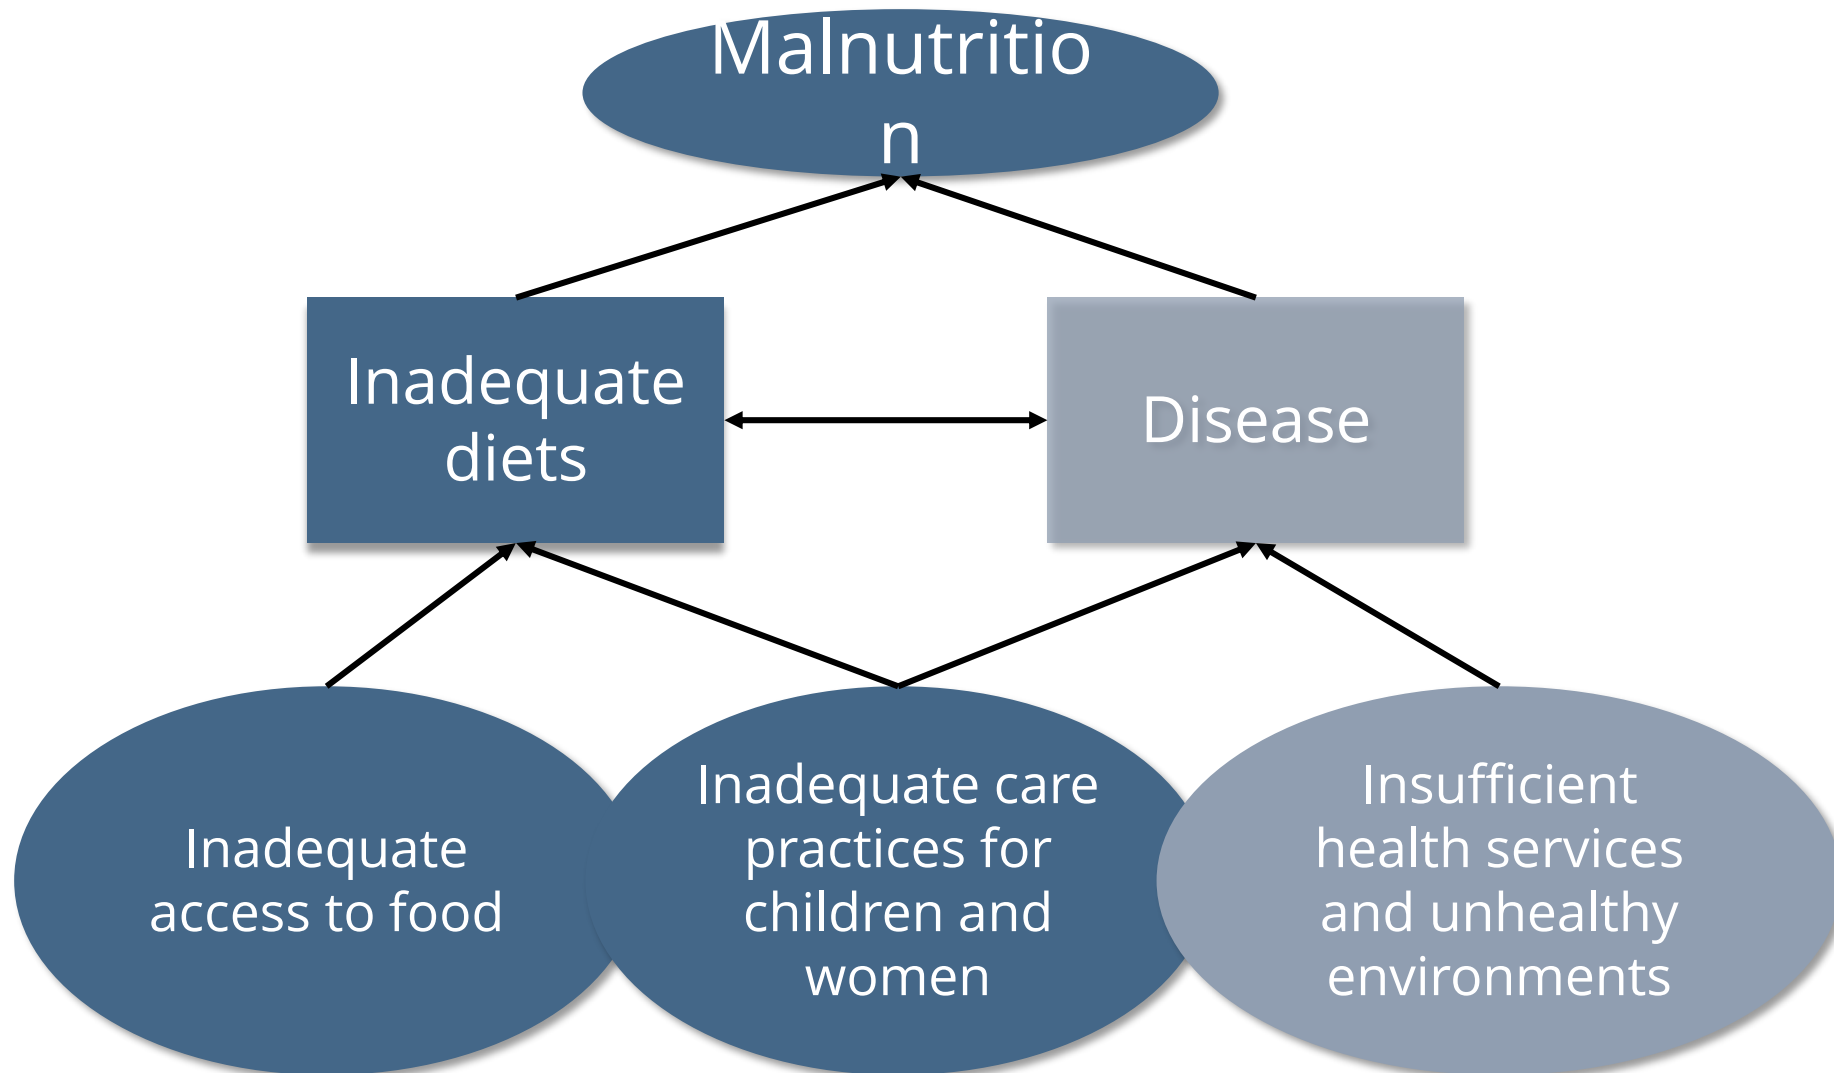 Malnutritio
n
Inadequate
diets
Disease
Inadequate
access to food
Inadequate care
practices for
children and
women
Insufficient
health services
and unhealthy
environments